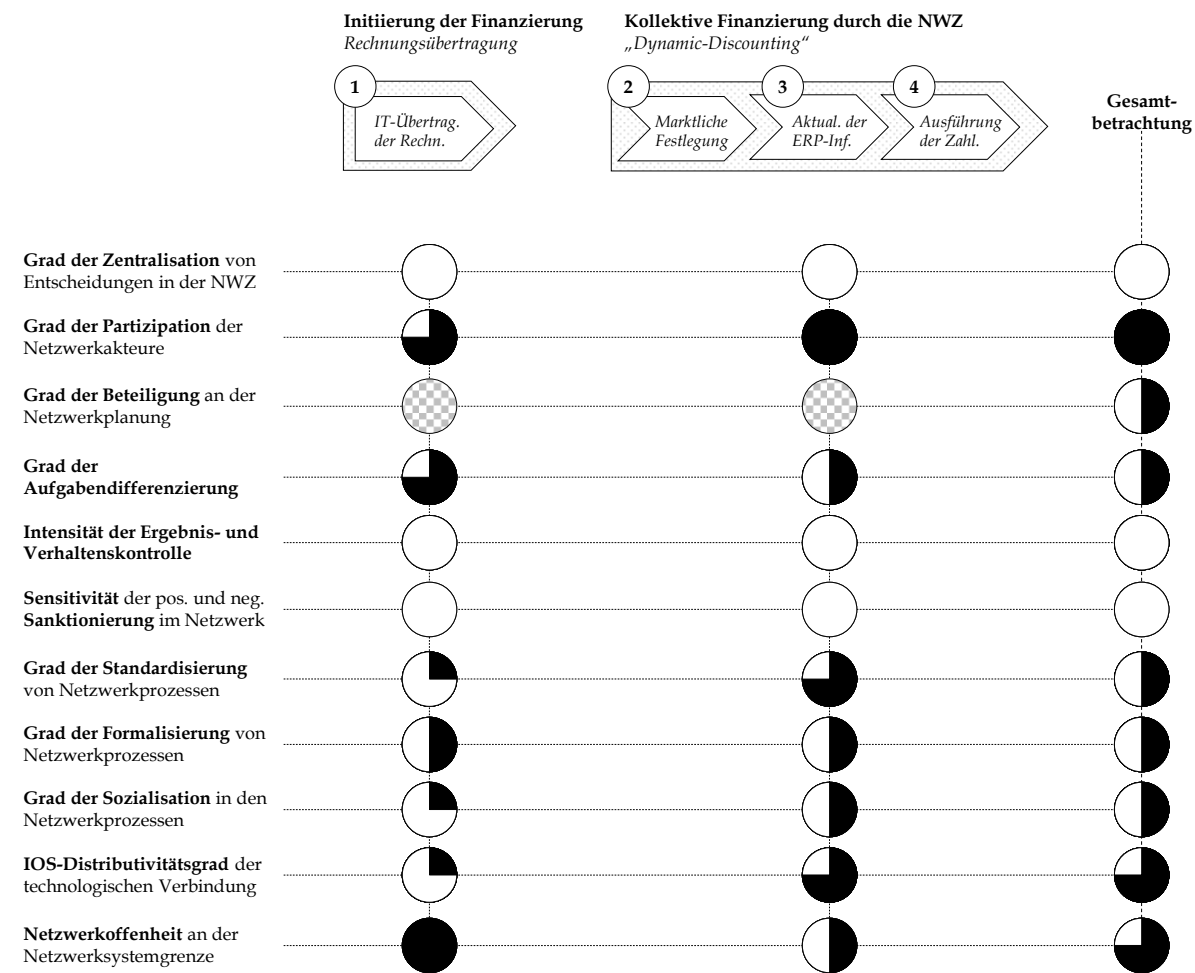 Initiierung der Finanzierung
Rechnungsübertragung
Kollektive Finanzierung durch die NWZ
„Dynamic-Discounting“
1
IT-Übertrag.
der Rechn.
2
Marktliche
Festlegung
3
Aktual. der
ERP-Inf.
4
Ausführung
der Zahl.
Gesamt-
betrachtung
Grad der Zentralisation von
Entscheidungen in der NWZ
Grad der Partizipation der
Netzwerkakteure
Grad der Beteiligung an der
Netzwerkplanung
Grad der
Aufgabendifferenzierung
Intensität der Ergebnis- und
Verhaltenskontrolle
Sensitivität der pos. und neg.
Sanktionierung im Netzwerk
Grad der Standardisierung
von Netzwerkprozessen
Grad der Formalisierung von
Netzwerkprozessen
Grad der Sozialisation in den
Netzwerkprozessen
IOS-Distributivitätsgrad der
technologischen Verbindung
Netzwerkoffenheit an der
Netzwerksystemgrenze